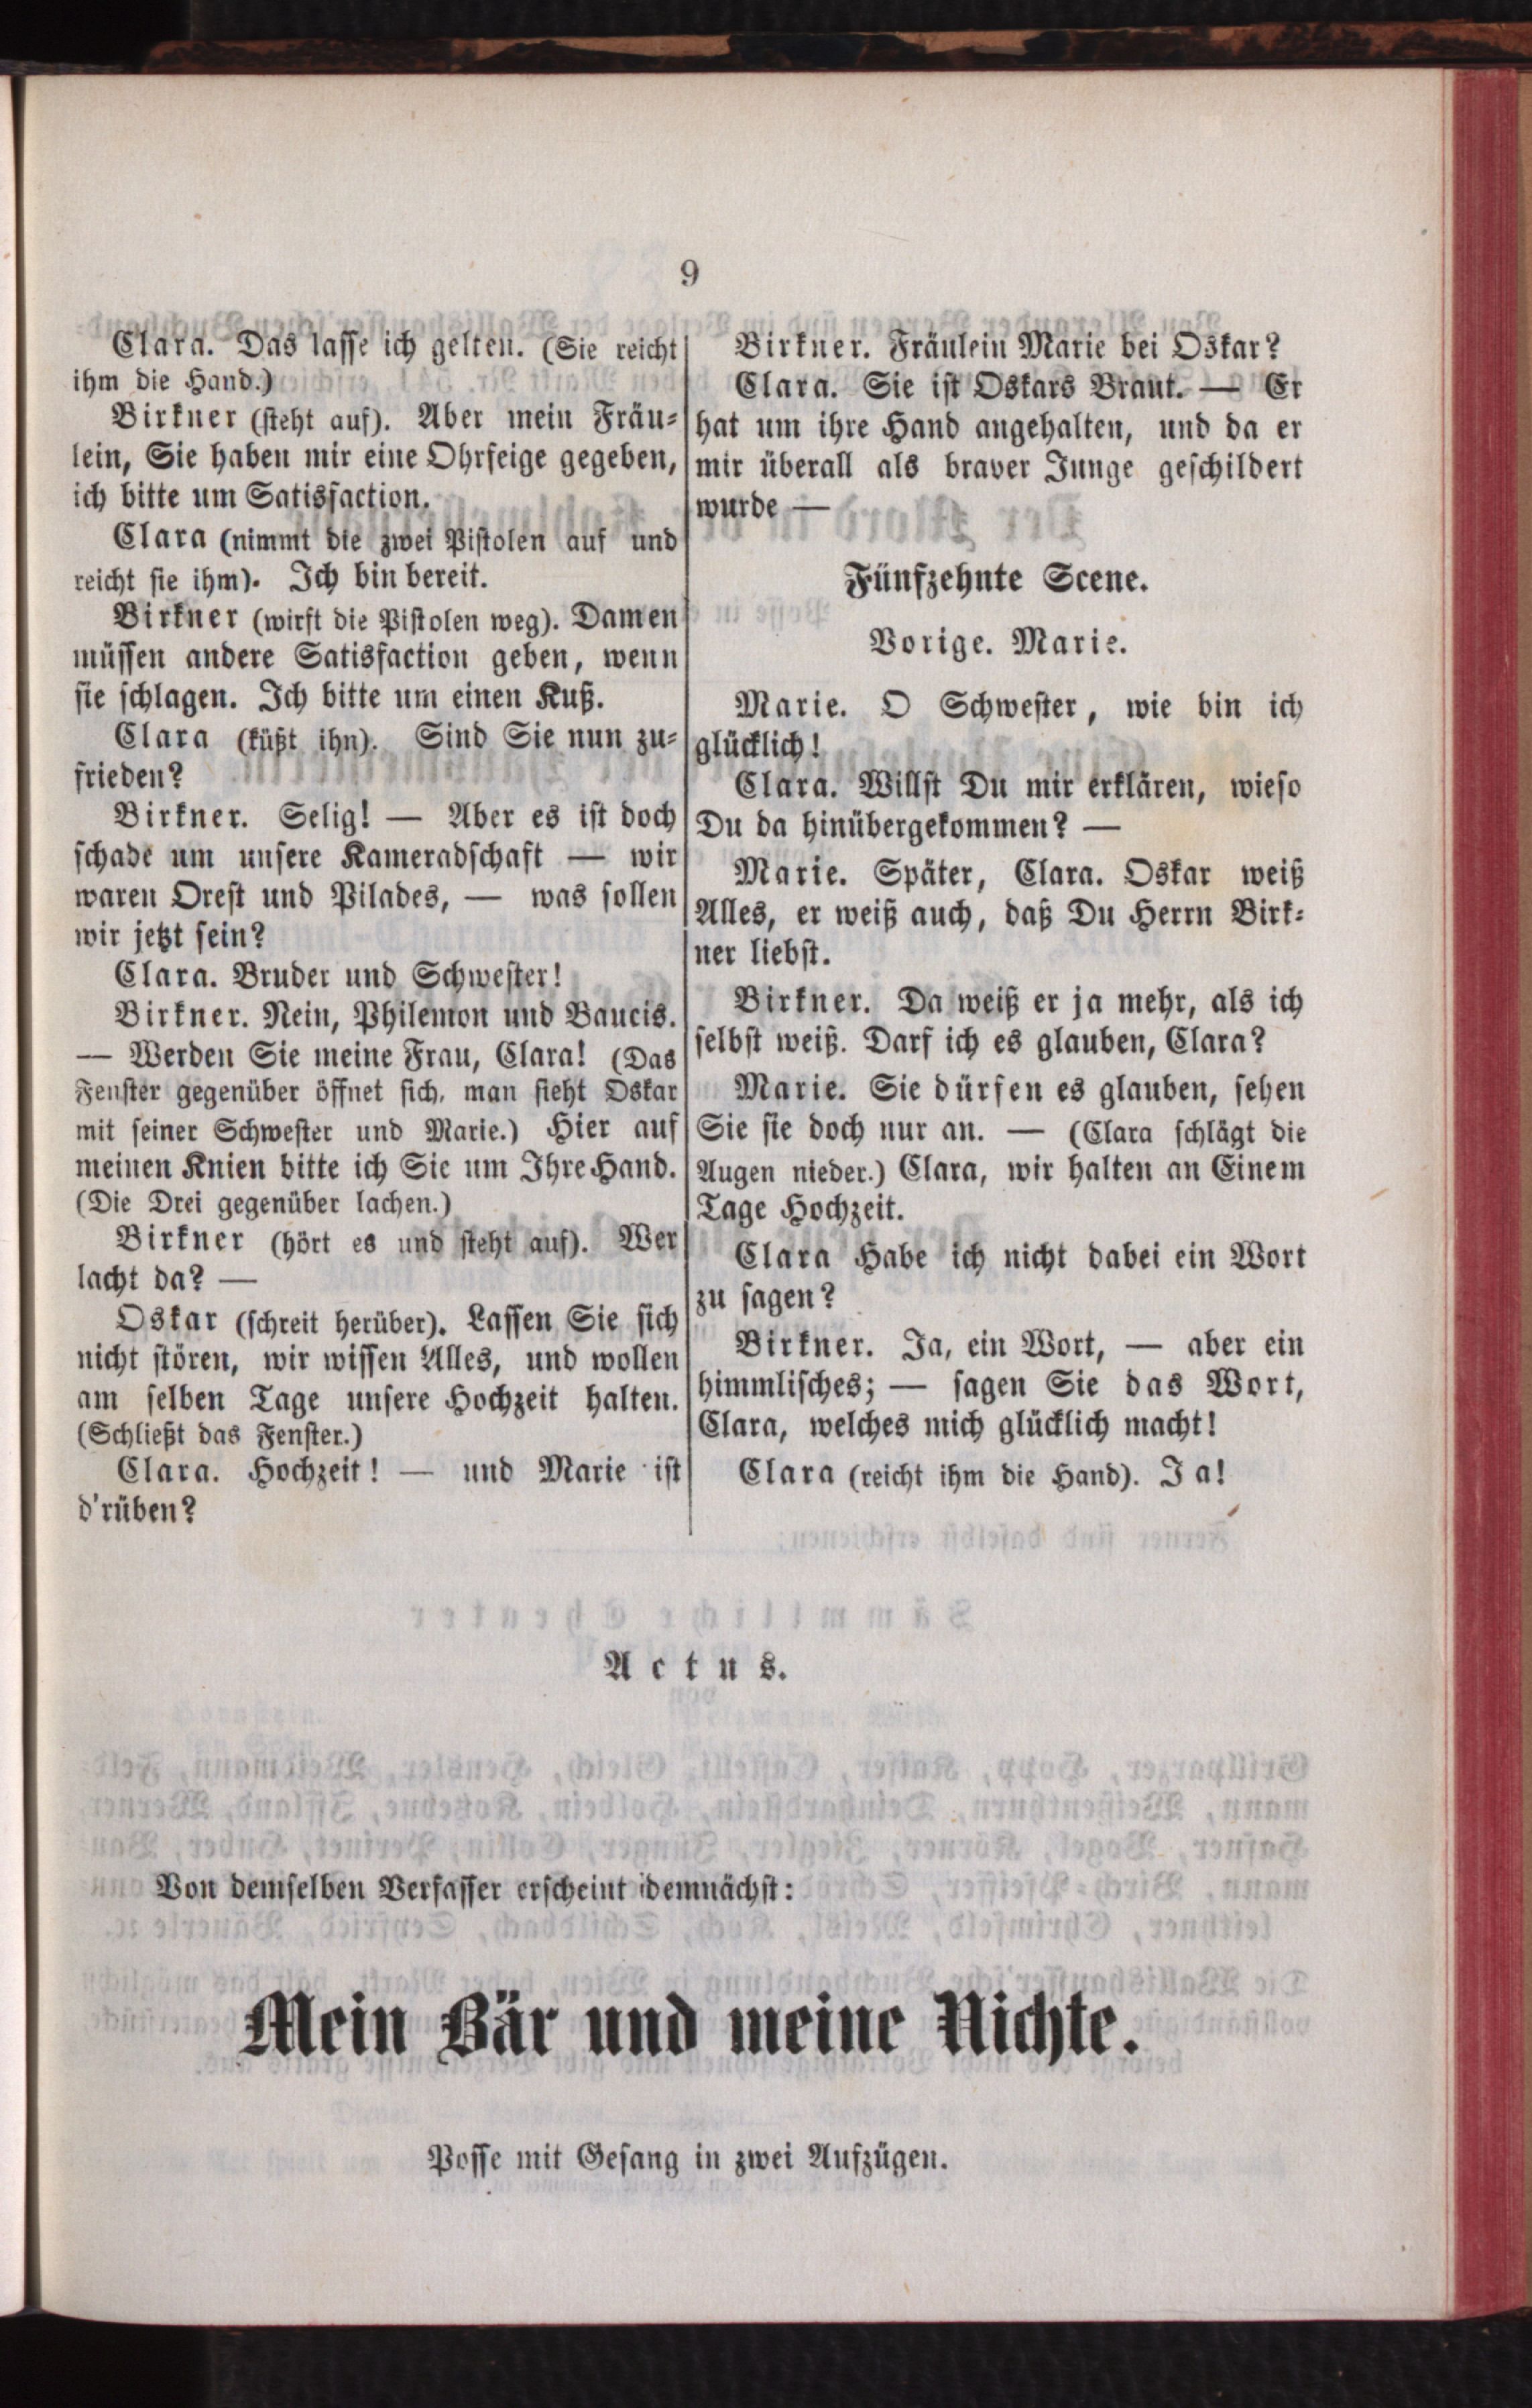 9
Clara. Das lasse ich gelten. (Sie reicht
ihm die Hand.)
Birkner (steht auf). Aber mein Fräu-
lein, Sie haben mir eine Ohrfeige gegeben,
ich bitte um Satisfaction.
Clara (nimmt die zwei Pistolen auf und
reicht sie ihm). Ich bin bereit.
Birkner (wirft die Pistolen weg). Damen
müssen andere Satisfaction geben, wenn
sie schlagen. Ich bitte um einen Kuß.
Clara (küßt ihn). Sind Sie nun zu-
frieden?
Birkner. Selig! — Aber es ist doch
schade um unsere Kameradschaft — wir
waren Orest und Pilades, — was sollen
wir jetzt sein?
Clara. Bruder und Schwester!
Birkner. Nein, Philemon und Baucis.
— Werden Sie meine Frau, Clara! (Das
Fenster gegenüber öffnet sich, man sieht Oskar
mit seiner Schwester und Marie.) Hier auf
meinen Knien bitte ich Sie um Ihre Hand.
(Die Drei gegenüber lachen.)
Birkner (hört es und steht auf). Wer
lacht da? —
Oskar (schreit herüber). Lassen Sie sich
nicht stören, wir wissen Alles, und wollen
am selben Tage unsere Hochzeit halten.
(Schließt das Fenster.)
Clara. Hochzeit! — und Marie ist
d'rüben?
Birkner. Fräulein Marie bei Oskar?
Clara. Sie ist Oskars Braut. — Er
hat um ihre Hand angehalten, und da er
mir überall als braver Junge geschildert
wurde —
Fünfzehnte Scene.
Vorige. Marie.
Marie. O Schwester, wie bin ich
glücklich!
Clara. Willst Du mir erklären, wieso
Du da hinübergekommen? —
Marie. Später, Clara. Oskar weiß
Alles, er weiß auch, daß Du Herrn Birk-
ner liebst.
Birkner. Da weiß er ja mehr, als ich
selbst weiß. Darf ich es glauben, Clara?
Marie. Sie dürfen es glauben, sehen
Sie sie doch nur an. — (Clara schlägt die
Augen nieder.) Clara, wir halten an Einem
Tage Hochzeit.
Clara Habe ich nicht dabei ein Wort
zu sagen?
Birkner. Ja, ein Wort, — aber ein
himmlisches; — sagen Sie das Wort,
Clara, welches mich glücklich macht!
Clara (reicht ihm die Hand). Ja!
Actus.
Von demselben Verfasser erscheint demnächst:
Mein Bär und meine Nichte.
Posse mit Gesang in zwei Aufzügen.